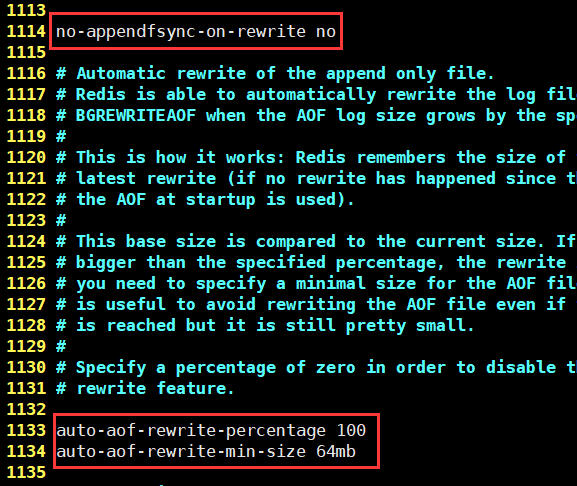 1113
1114 no-appendfsync-on-rewrite no
1115
1116 # Automatic rewrite of the append only file.
1117 # Redis is able to automatically rewrite the log fil
1118 # BGREWRITEAOF when the AOF log size grows by the sp
1119 #
1120 # This is how it works: Redis remembers the size of
1121 # latest rewrite (if no rewrite has happened since t
1122 # the AOF at startup is used).
1123 #
1124 # This base size is compared to the current size. If
1125 # bigger than the specified percentage, the rewrite
1126 # you need to specify a minimal size for the AOF fil
1127 # is useful to avoid rewriting the AOF file even if
1128 # is reached but it is still pretty small.
1129 #
1130 # Specify a percentage of zero in order to disable t
1131 # rewrite feature.
1132
1133 auto-aof-rewrite-percentage 100
1134 auto-aof-rewrite-min-size 64mb
1135